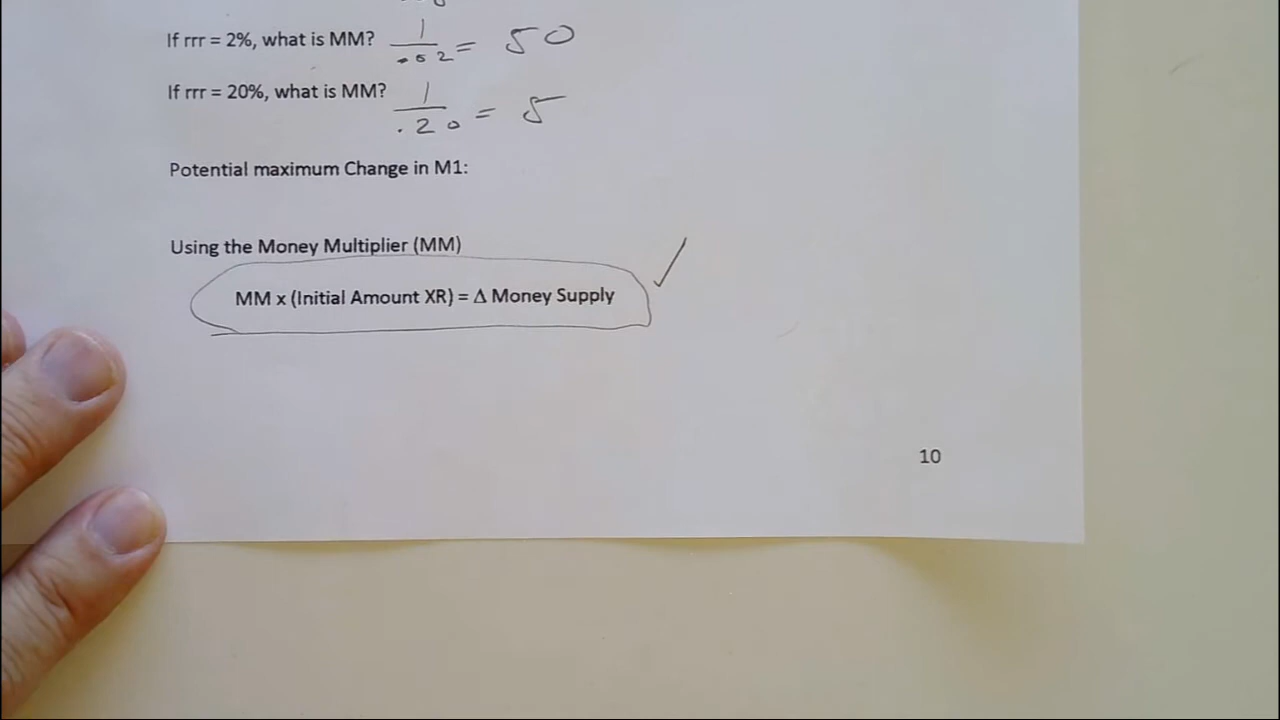 If rrr = 2%, what is MM? 1/.02 = 50
If rrr = 20%, what is MM? 1/.20 = 5
Potential maximum Change in M1:
Using the Money Multiplier (MM)
MM x (Initial Amount XR) = Δ Money Supply
10